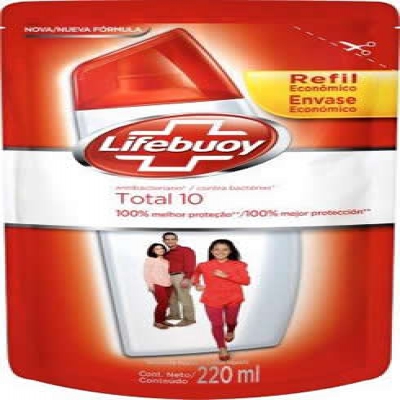 NOVA/NUEVA FÓRMULA
Refil
Econômico
Envase
Económico
Lifebuoy
antibacteriano* / contra bactérias*
Total 10
100% melhor proteção**/100% mejor protección**
Cont. Neto/
Conteúdo
220 ml